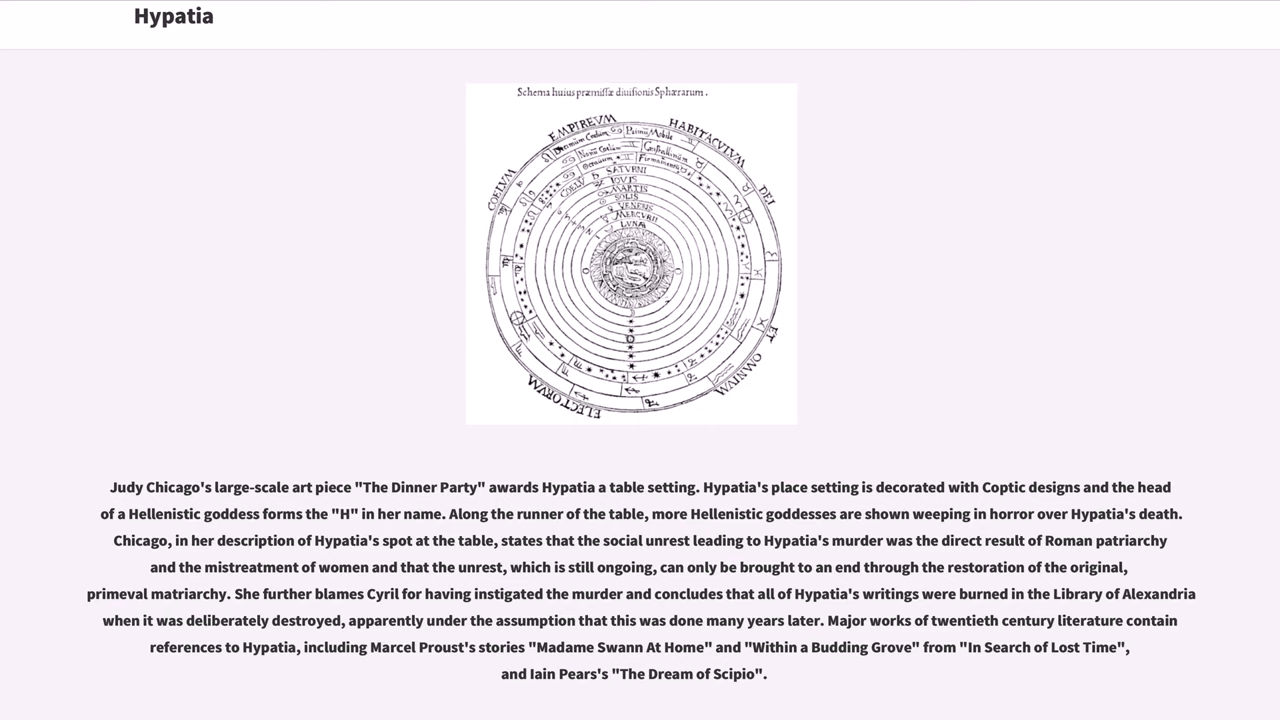 Hypatia
Schema huius præmissæ diuisionis Sphærarum.
EMPIREVM
HABITACVLVM
COELVM
DEI
ET
OMNIVM
ELECTORVM
Decimum Coelum
Primũ Mobile
Nonũ Coelum
Cristallinum
Octauum
Firmamentũ
COELV
SATVRNI
IOVIS
MARTIS
SOLIS
VENERIS
MERCVRII
LVNÆ
Judy Chicago's large-scale art piece "The Dinner Party" awards Hypatia a table setting. Hypatia's place setting is decorated with Coptic designs and the head
of a Hellenistic goddess forms the "H" in her name. Along the runner of the table, more Hellenistic goddesses are shown weeping in horror over Hypatia's death.
Chicago, in her description of Hypatia's spot at the table, states that the social unrest leading to Hypatia's murder was the direct result of Roman patriarchy
and the mistreatment of women and that the unrest, which is still ongoing, can only be brought to an end through the restoration of the original,
primeval matriarchy. She further blames Cyril for having instigated the murder and concludes that all of Hypatia's writings were burned in the Library of Alexandria
when it was deliberately destroyed, apparently under the assumption that this was done many years later. Major works of twentieth century literature contain
references to Hypatia, including Marcel Proust's stories "Madame Swann At Home" and "Within a Budding Grove" from "In Search of Lost Time",
and Iain Pears's "The Dream of Scipio".